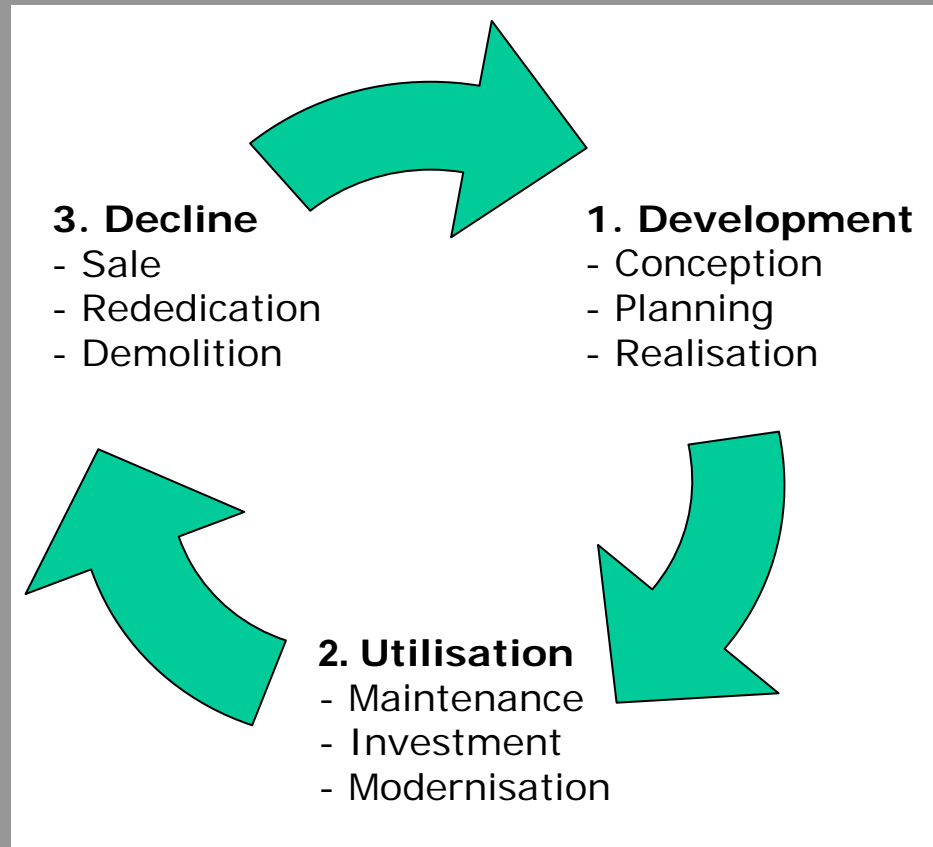 3. Decline
- Sale
- Rededication
- Demolition
1. Development
- Conception
- Planning
- Realisation
2. Utilisation
- Maintenance
- Investment
- Modernisation